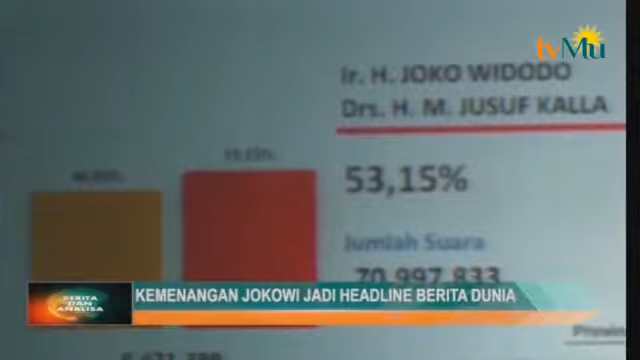 tvMu
Ir. H. JOKO WIDODO
Drs. H. M. JUSUF KALLA
53,15%
Jumlah Suara
70.997.833
BERITA
DAN
ANALISA
KEMENANGAN JOKOWI JADI HEADLINE BERITA DUNIA